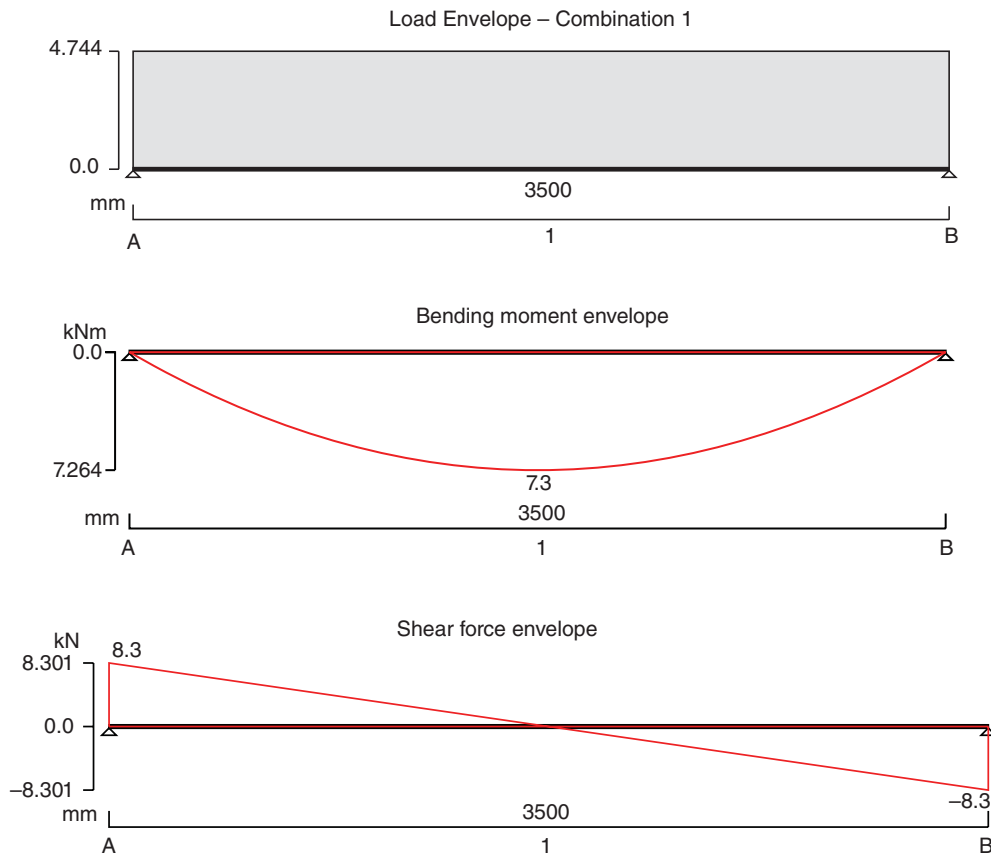 Load Envelope – Combination 1
4.744
0.0
3500
mm
A 1 B
Bending moment envelope
kNm
0.0
7.264
7.3
3500
mm
A 1 B
Shear force envelope
kN
8.3
8.301
0.0
–8.301
–8.3
mm 3500
A 1 B